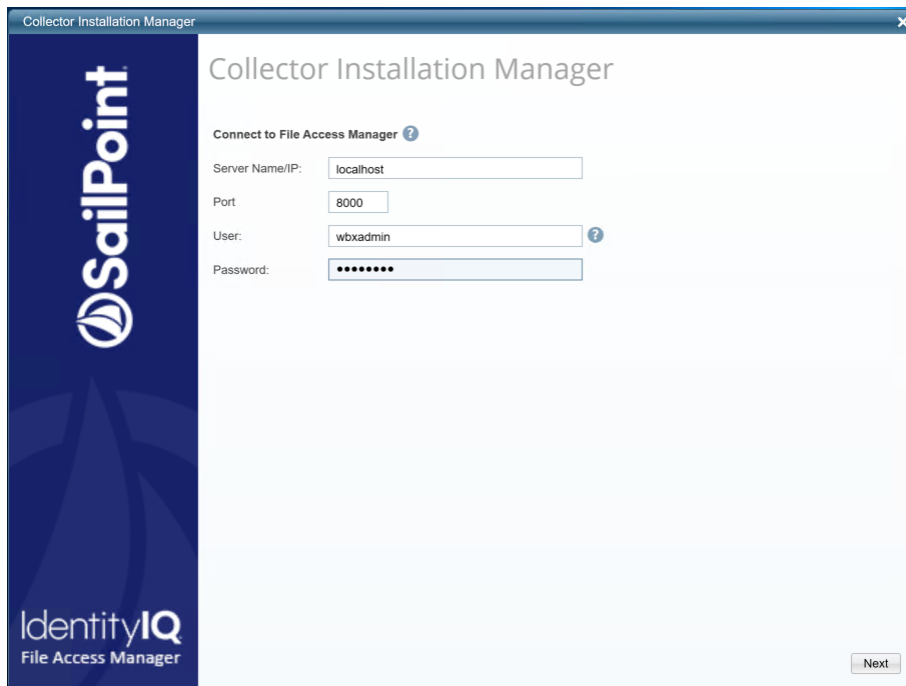 Collector Installation Manager
SailPoint
Collector Installation Manager
Connect to File Access Manager ?
Server Name/IP: localhost
Port 8000
User: wbxadmin ?
Password: ••••••••
IdentityIQ
File Access Manager
Next